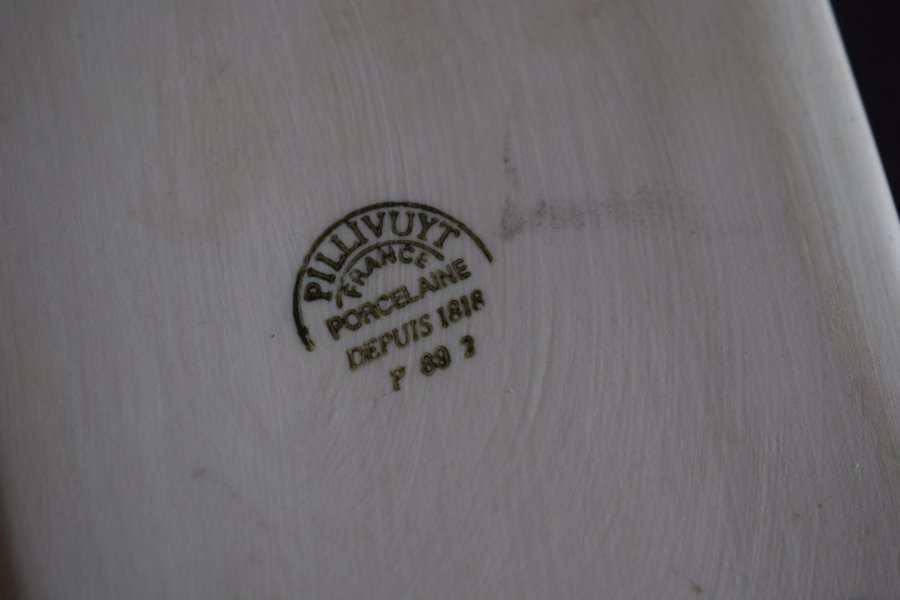 PILLIVUYT
FRANCE
PORCELAINE
DEPUIS 1818
P 89 2